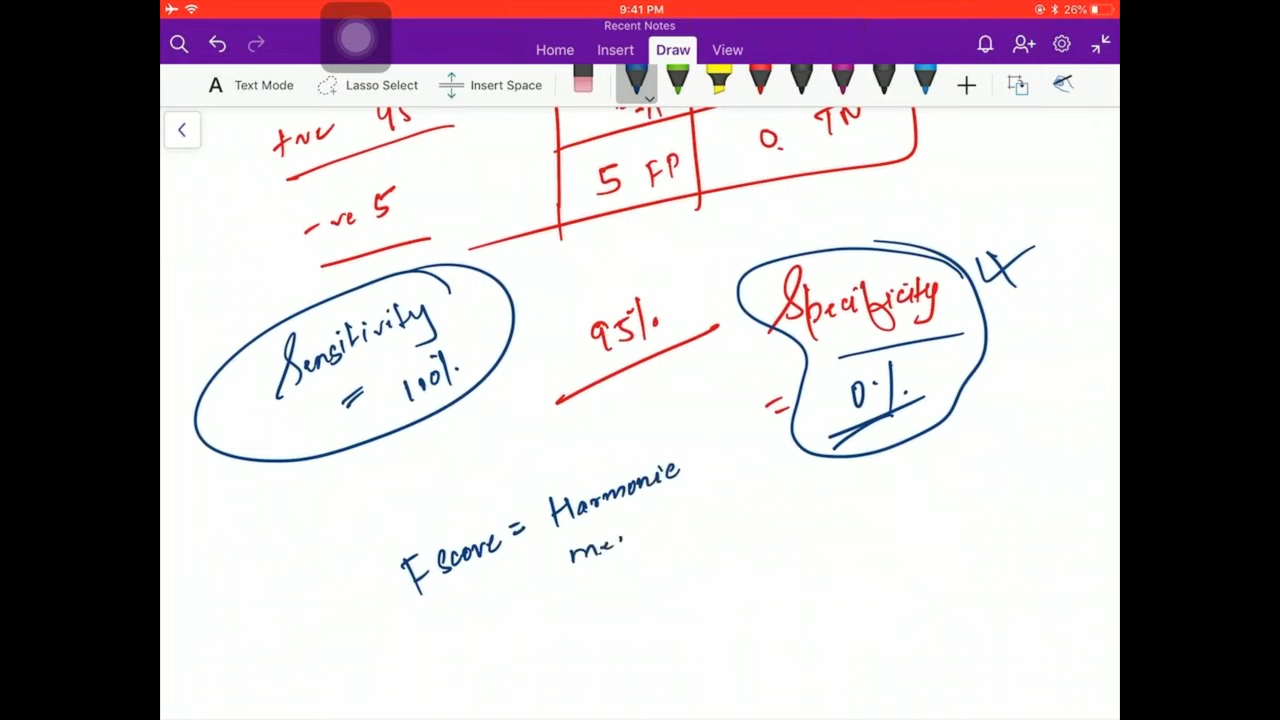 9:41 PM
26%
Recent Notes
Home Insert Draw View
Text Mode Lasso Select Insert Space
+ve 95
0. TN
5 FP
-ve 5
Sensitivity
= 100%
95%
Specificity
= 0%
F score = Harmonic
me